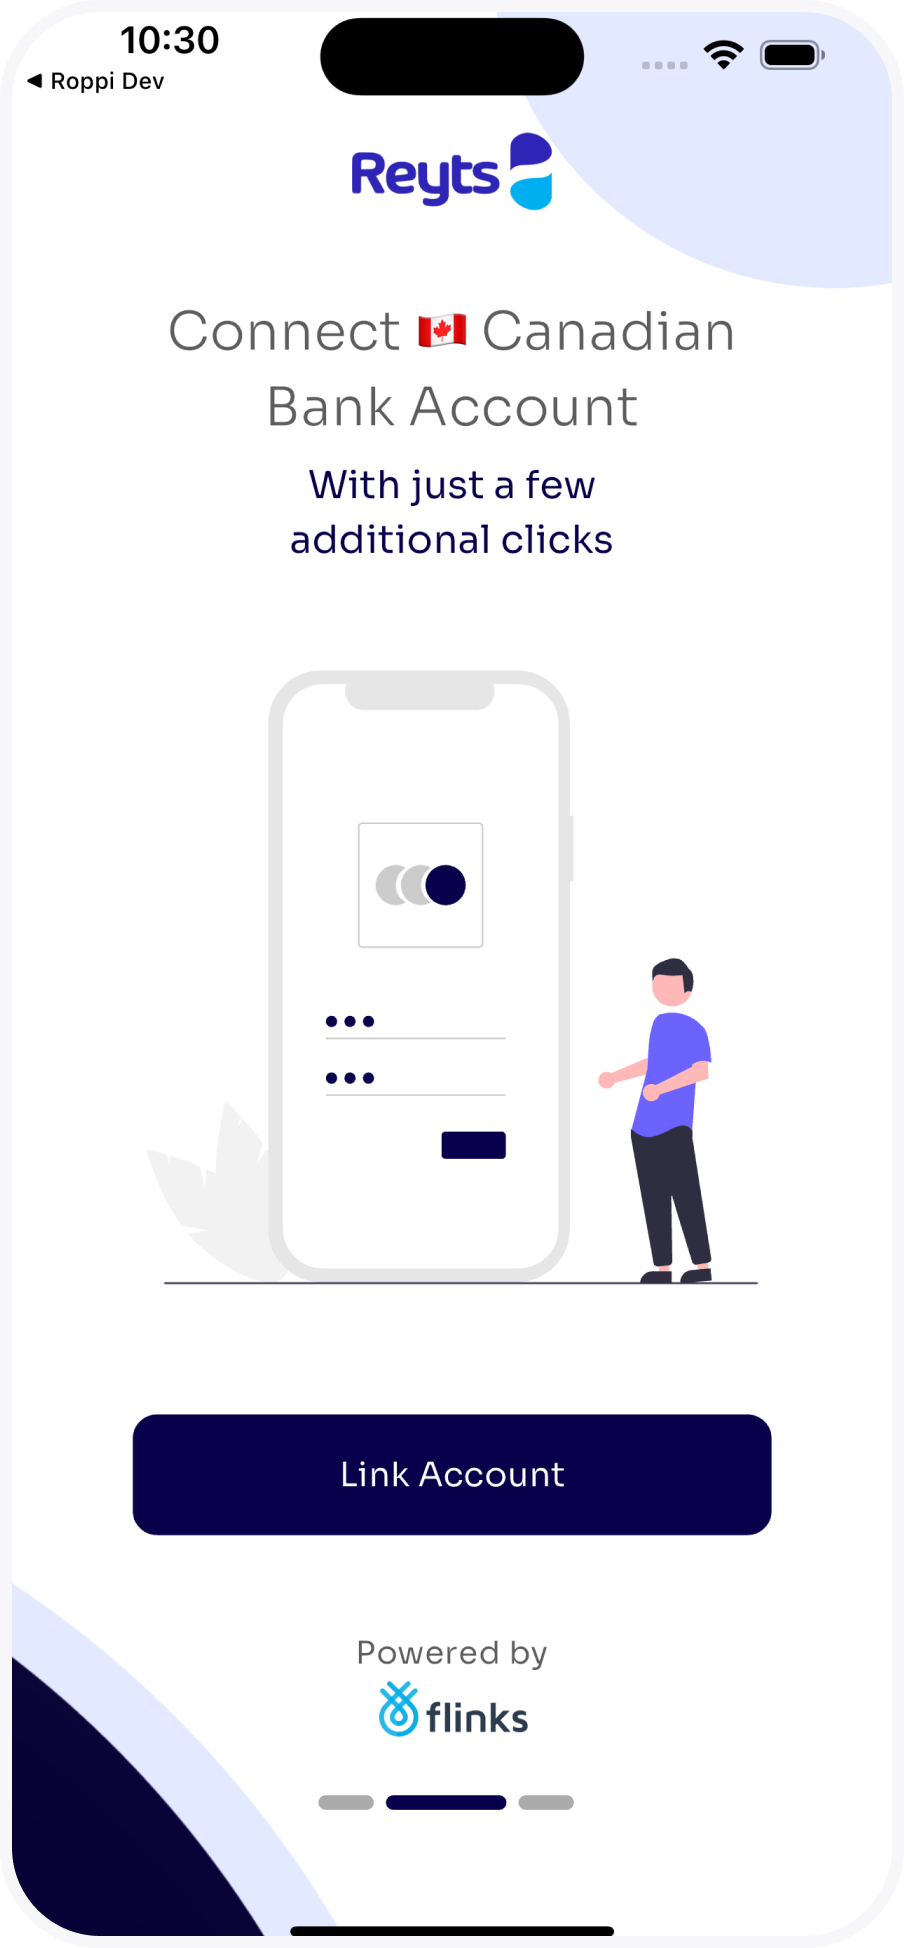 10:30
◀ Roppi Dev
Reyts
Connect 🇨🇦 Canadian
Bank Account
With just a few
additional clicks
Link Account
Powered by
flinks